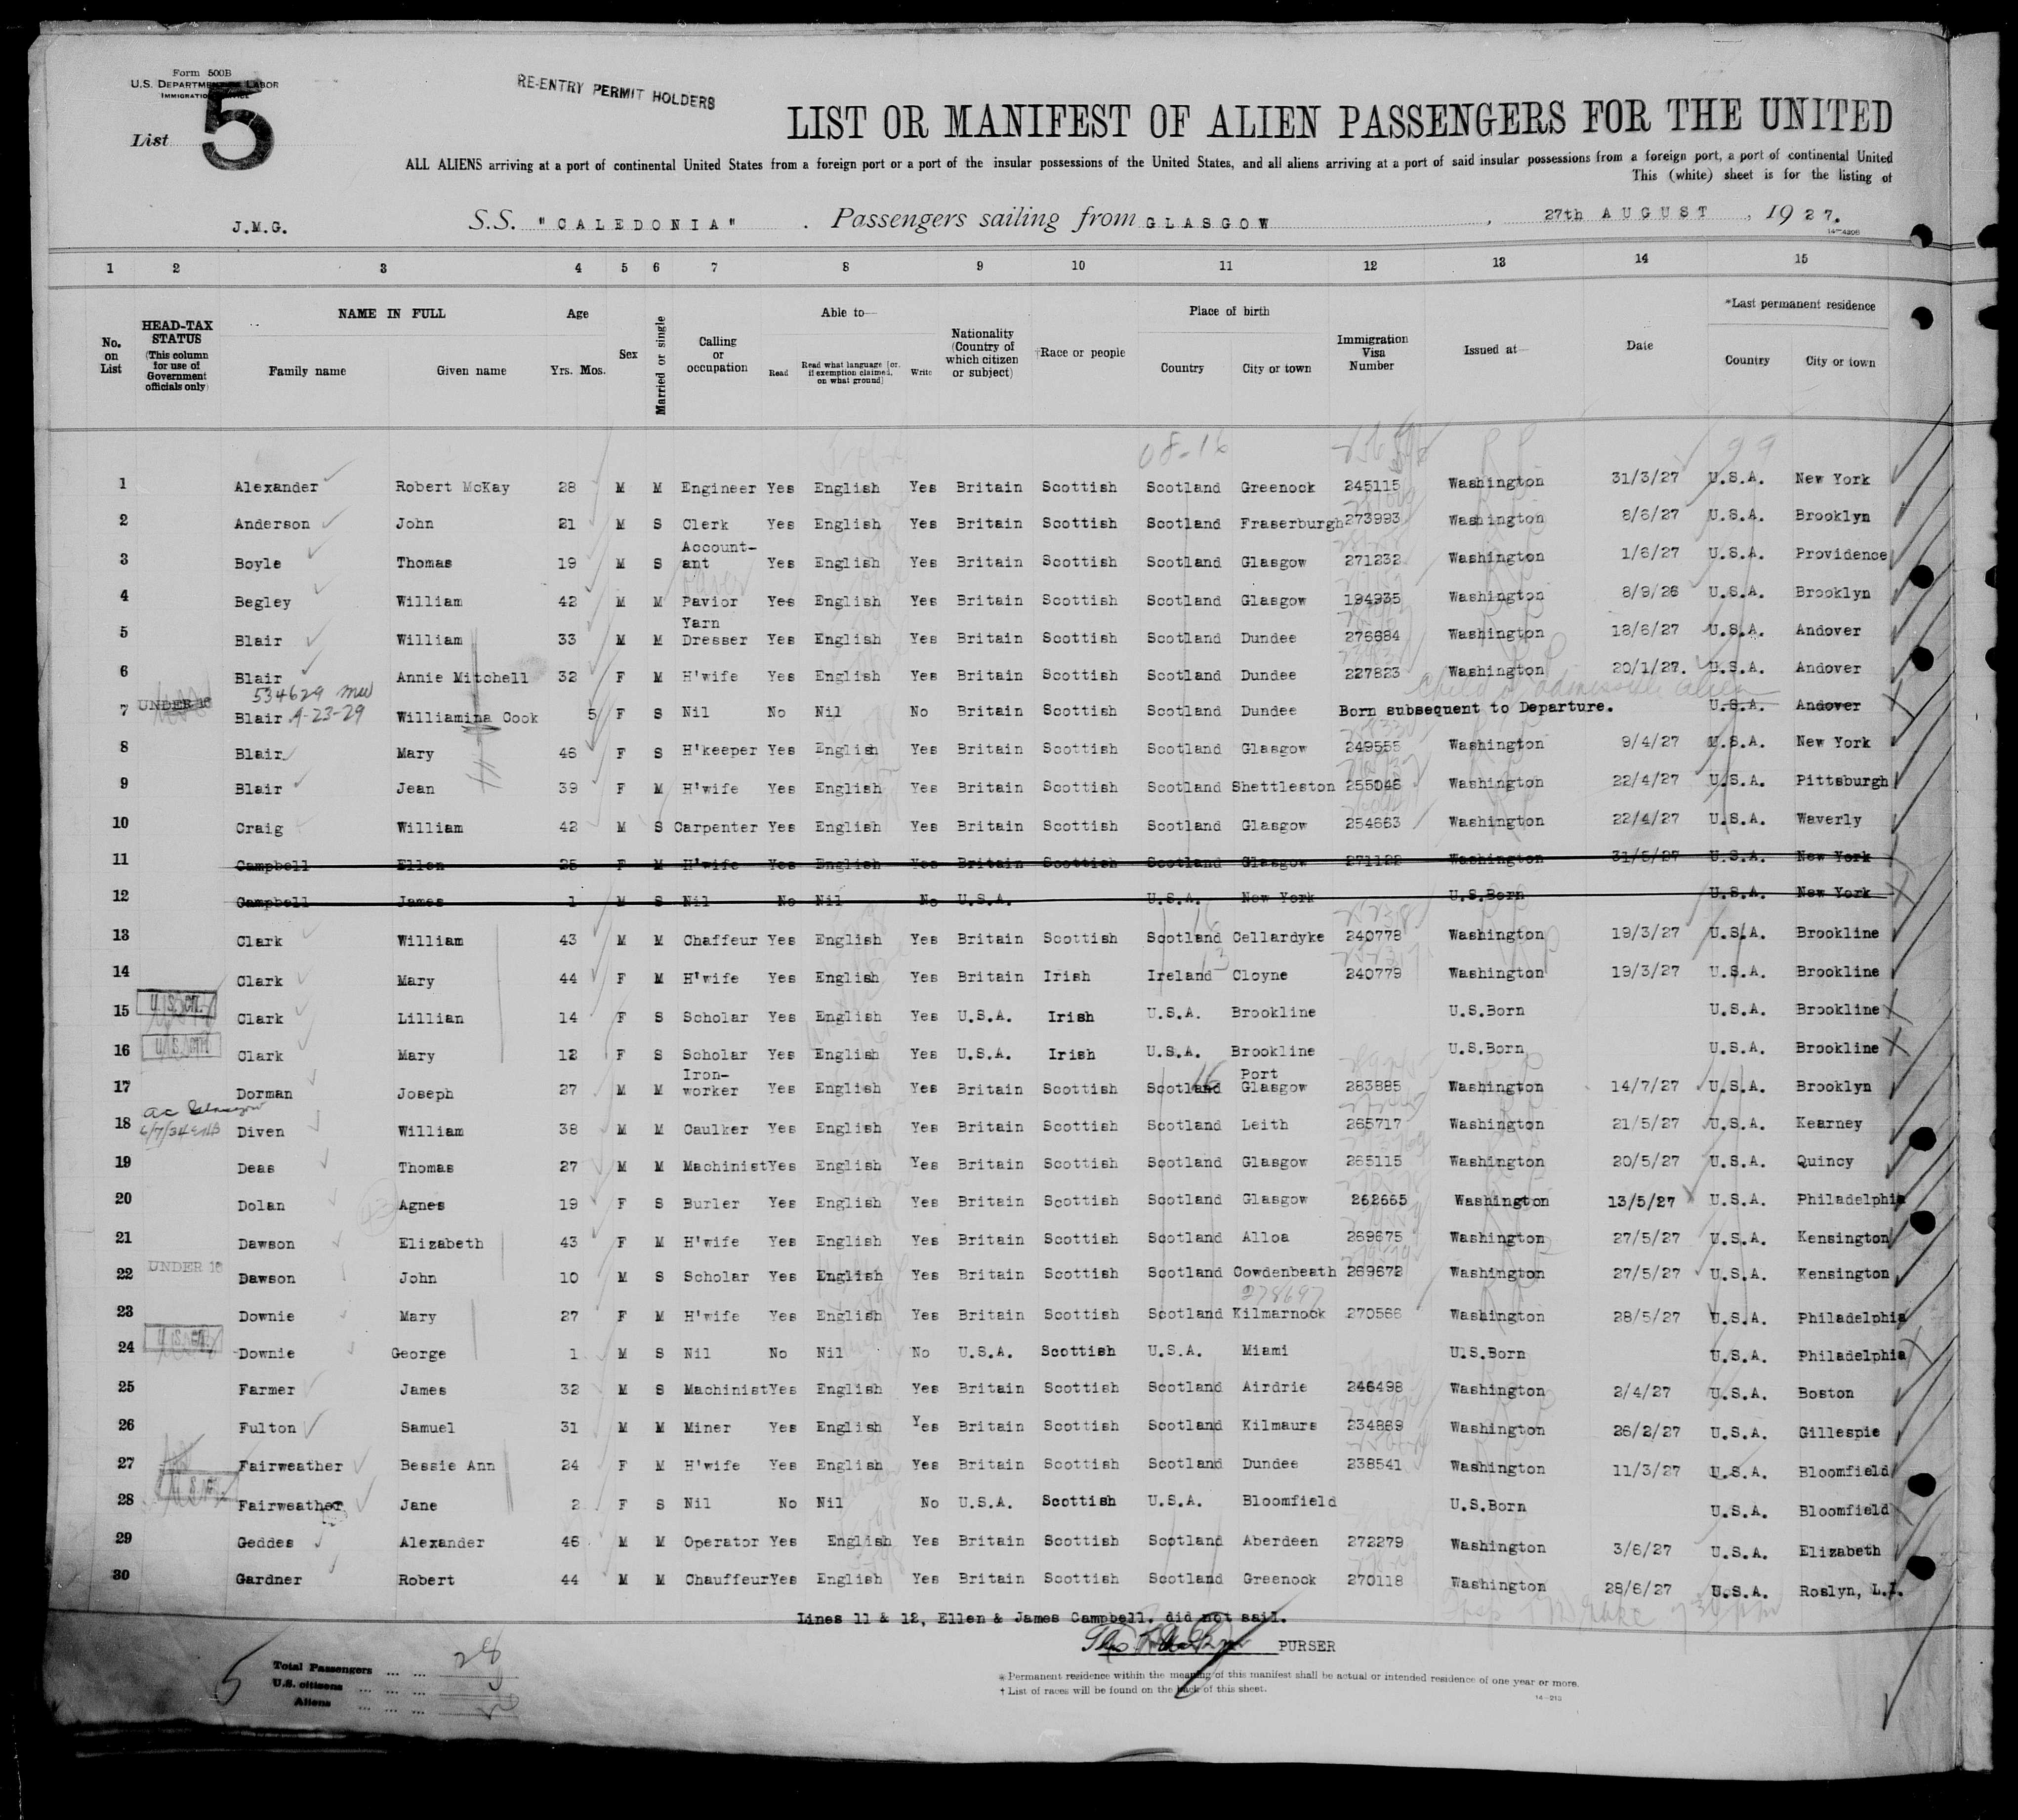 Form 500B
U.S. DEPARTMENT OF LABOR
IMMIGRATION SERVICE
RE-ENTRY PERMIT HOLDERS
List 5
LIST OR MANIFEST OF ALIEN PASSENGERS FOR THE UNITED
ALL ALIENS arriving at a port of continental United States from a foreign port or a port of the insular possessions of the United States, and all aliens arriving at a port of said insular possessions from a foreign port, a port of continental United
This (white) sheet is for the listing of
J.M.G. S.S. "CALEDONIA" . Passengers sailing from GLASGOW , 27th AUGUST , 1927.
1 2 3 4 5 6 7 8 9 10 11 12 13 14 15
No. on List HEAD-TAX STATUS (This column for use of Government officials only) NAME IN FULL Family name Given name Age Yrs. Mos. Sex Married or single Calling or occupation Able to— Read Read what language [or, if exemption claimed, on what ground] Write Nationality (Country of which citizen or subject) †Race or people Place of birth Country City or town Immigration Visa Number Issued at— Date *Last permanent residence Country City or town
08-16 99
1 Alexander Robert McKay 28 M M Engineer Yes English Yes Britain Scottish Scotland Greenock 245115 Washington 31/3/27 U.S.A. New York
2 Anderson John 21 M S Clerk Yes English Yes Britain Scottish Scotland Fraserburgh 273993 Washington 8/6/27 U.S.A. Brooklyn
3 Boyle Thomas 19 M S Account-ant Yes English Yes Britain Scottish Scotland Glasgow 271232 Washington 1/6/27 U.S.A. Providence
4 Begley William 42 M M Pavior Yes English Yes Britain Scottish Scotland Glasgow 194935 Washington 8/9/26 U.S.A. Brooklyn
5 Blair William 33 M M Yarn Dresser Yes English Yes Britain Scottish Scotland Dundee 276684 Washington 18/6/27 U.S.A. Andover
6 Blair Annie Mitchell 32 F M H'wife Yes English Yes Britain Scottish Scotland Dundee 227823 Washington 20/1/27. U.S.A. Andover
534629 mw Child of admissible alien
7 UNDER 16 Blair 4-23-29 Williamina Cook 5 F S Nil No Nil No Britain Scottish Scotland Dundee Born subsequent to Departure. U.S.A. Andover
8 Blair Mary 46 F S H'keeper Yes English Yes Britain Scottish Scotland Glasgow 249555 Washington 9/4/27 U.S.A. New York
9 Blair Jean 39 F M H'wife Yes English Yes Britain Scottish Scotland Shettleston 255046 Washington 22/4/27 U.S.A. Pittsburgh
10 Craig William 42 M S Carpenter Yes English Yes Britain Scottish Scotland Glasgow 254663 Washington 22/4/27 U.S.A. Waverly
11 Campbell Ellen 25 F M H'wife Yes English Yes Britain Scottish Scotland Glasgow 271122 Washington 31/5/27 U.S.A. New York
12 Campbell James 1 M S Nil No Nil No U.S.A. U.S.A. New York U.S.Born U.S.A. New York
13 Clark William 43 M M Chaffeur Yes English Yes Britain Scottish Scotland Cellardyke 240778 Washington 19/3/27 U.S.A. Brookline
14 Clark Mary 44 F M H'wife Yes English Yes Britain Irish Ireland Cloyne 240779 Washington 19/3/27 U.S.A. Brookline
15 U.S. CIT. Clark Lillian 14 F S Scholar Yes English Yes U.S.A. Irish U.S.A. Brookline U.S.Born U.S.A. Brookline
16 U.S. CIT. Clark Mary 12 F S Scholar Yes English Yes U.S.A. Irish U.S.A. Brookline U.S.Born U.S.A. Brookline
17 Dorman Joseph 27 M M Iron-worker Yes English Yes Britain Scottish Scotland Port Glasgow 283885 Washington 14/7/27 U.S.A. Brooklyn
18 Diven William 38 M M Caulker Yes English Yes Britain Scottish Scotland Leith 265717 Washington 21/5/27 U.S.A. Kearney
19 Deas Thomas 27 M M Machinist Yes English Yes Britain Scottish Scotland Glasgow 265115 Washington 20/5/27 U.S.A. Quincy
20 Dolan Agnes 19 F S Burler Yes English Yes Britain Scottish Scotland Glasgow 262665 Washington 13/5/27 U.S.A. Philadelphia
21 Dawson Elizabeth 43 F M H'wife Yes English Yes Britain Scottish Scotland Alloa 269675 Washington 27/5/27 U.S.A. Kensington
22 UNDER 16 Dawson John 10 M S Scholar Yes English Yes Britain Scottish Scotland Cowdenbeath 269672 Washington 27/5/27 U.S.A. Kensington
278697
23 Downie Mary 27 F M H'wife Yes English Yes Britain Scottish Scotland Kilmarnock 270566 Washington 28/5/27 U.S.A. Philadelphia
24 U.S. CIT. Downie George 1 M S Nil No Nil No U.S.A. Scottish U.S.A. Miami U.S.Born U.S.A. Philadelphia
25 Farmer James 32 M S Machinist Yes English Yes Britain Scottish Scotland Airdrie 246498 Washington 2/4/27 U.S.A. Boston
26 Fulton Samuel 31 M M Miner Yes English Yes Britain Scottish Scotland Kilmaurs 234869 Washington 26/2/27 U.S.A. Gillespie
27 Fairweather Bessie Ann 24 F M H'wife Yes English Yes Britain Scottish Scotland Dundee 238541 Washington 11/3/27 U.S.A. Bloomfield
28 Fairweather Jane 2 F S Nil No Nil No U.S.A. Scottish U.S.A. Bloomfield U.S.Born U.S.A. Bloomfield
29 Geddes Alexander 46 M M Operator Yes English Yes Britain Scottish Scotland Aberdeen 272279 Washington 3/6/27 U.S.A. Elizabeth
30 Gardner Robert 44 M M Chauffeur Yes English Yes Britain Scottish Scotland Greenock 270118 Washington 28/6/27 U.S.A. Roslyn, L.I.
Lines 11 & 12, Ellen & James Campbell, did not sail.
PURSER
5
Total Passengers ... ... 28
U.S. citizens ... ... ...
Aliens ... ... ...
* Permanent residence within the meaning of this manifest shall be actual or intended residence of one year or more.
† List of races will be found on the back of this sheet.